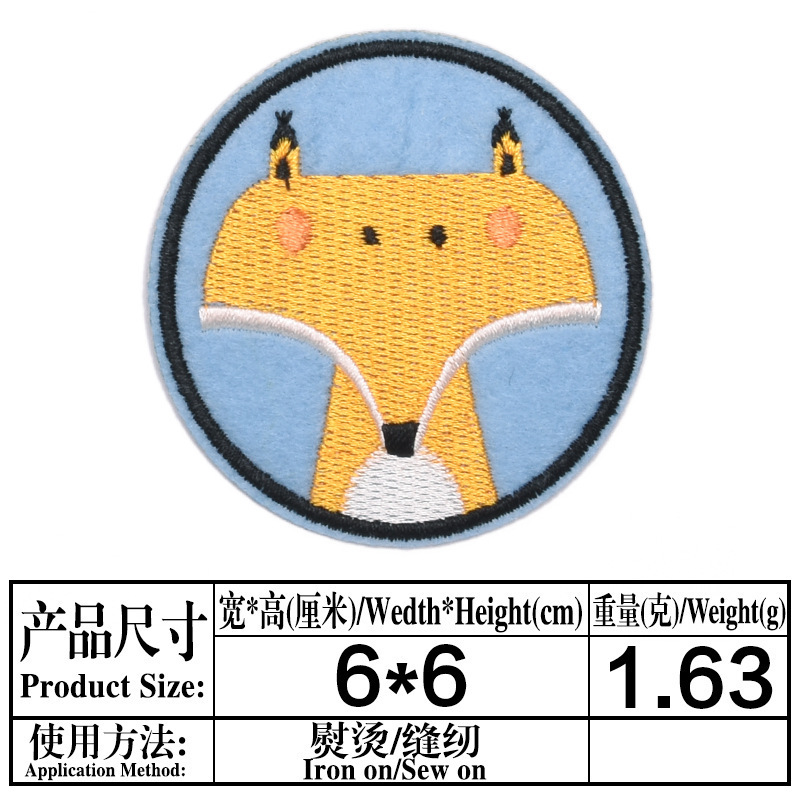 产品尺寸
Product Size:
宽*高(厘米)/Wedth*Height(cm)
重量(克)/Weight(g)
6*6
1.63
使用方法:
Application Method:
熨烫/缝纫
Iron on/Sew on